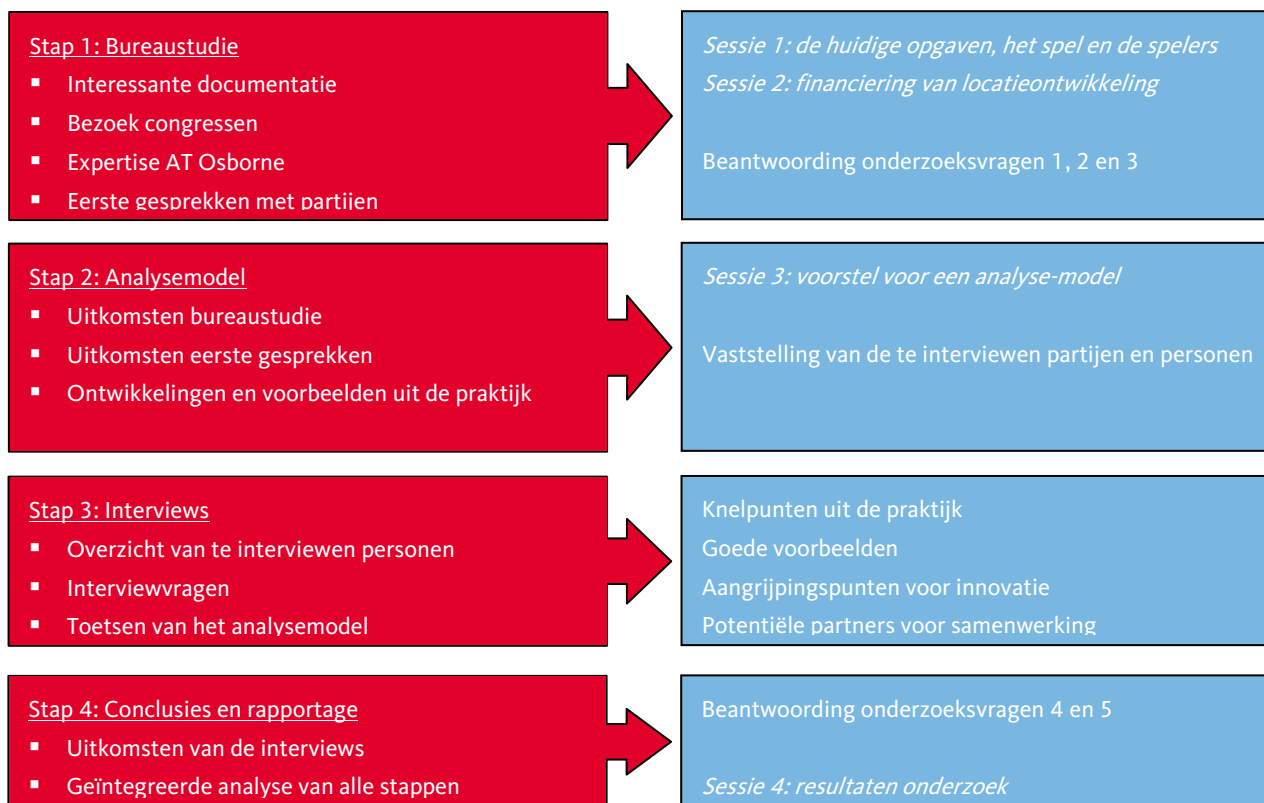 Stap 1: Bureaustudie
▪ Interessante documentatie
▪ Bezoek congressen
▪ Expertise AT Osborne
▪ Eerste gesprekken met partijen
Sessie 1: de huidige opgaven, het spel en de spelers
Sessie 2: financiering van locatieontwikkeling
Beantwoording onderzoeksvragen 1, 2 en 3
Stap 2: Analysemodel
▪ Uitkomsten bureaustudie
▪ Uitkomsten eerste gesprekken
▪ Ontwikkelingen en voorbeelden uit de praktijk
Sessie 3: voorstel voor een analyse-model
Vaststelling van de te interviewen partijen en personen
Stap 3: Interviews
▪ Overzicht van te interviewen personen
▪ Interviewvragen
▪ Toetsen van het analysemodel
Knelpunten uit de praktijk
Goede voorbeelden
Aangrijpingspunten voor innovatie
Potentiële partners voor samenwerking
Stap 4: Conclusies en rapportage
▪ Uitkomsten van de interviews
▪ Geïntegreerde analyse van alle stappen
Beantwoording onderzoeksvragen 4 en 5
Sessie 4: resultaten onderzoek